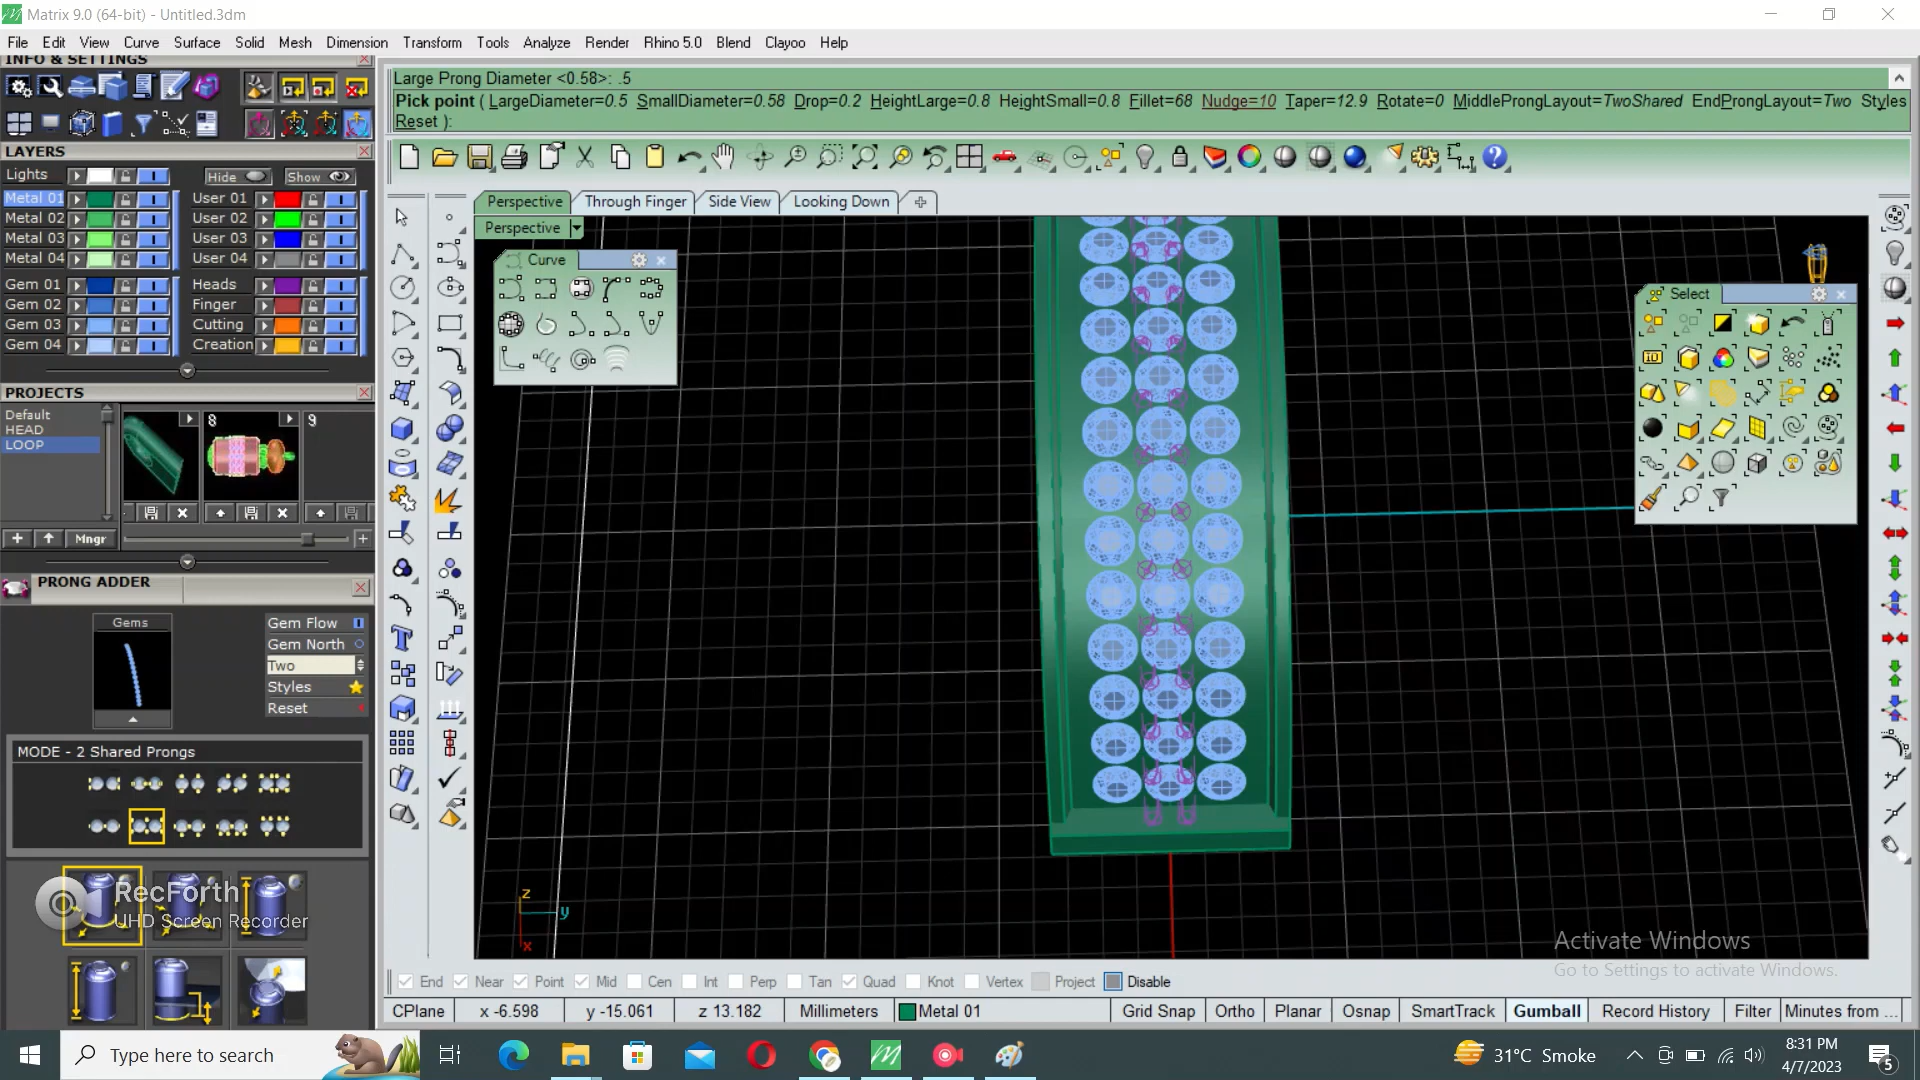 Matrix 9.0 (64-bit) - Untitled.3dm
File Edit View Curve Surface Solid Mesh Dimension Transform Tools Analyze Render Rhino 5.0 Blend Clayoo Help
INFO & SETTINGS
Large Prong Diameter <0.58>: .5
Pick point ( LargeDiameter=0.5 SmallDiameter=0.58 Drop=0.2 HeightLarge=0.8 HeightSmall=0.8 Fillet=68 Nudge=10 Taper=12.9 Rotate=0 MiddleProngLayout=TwoShared EndProngLayout=Two Styles
Reset ):
LAYERS
Lights Hide Show
Metal 01 User 01
Metal 02 User 02
Metal 03 User 03
Metal 04 User 04
Gem 01 Heads
Gem 02 Finger
Gem 03 Cutting
Gem 04 Creation
Perspective Through Finger Side View Looking Down
Perspective
Curve
Select
PROJECTS
Default
HEAD
LOOP
8 9
Mngr
PRONG ADDER
Gems
Gem Flow
Gem North
Two
Styles
Reset
MODE - 2 Shared Prongs
RecForth
UHD Screen Recorder
z
y
x
Activate Windows
Go to Settings to activate Windows.
End Near Point Mid Cen Int Perp Tan Quad Knot Vertex Project Disable
CPlane x -6.598 y -15.061 z 13.182 Millimeters Metal 01 Grid Snap Ortho Planar Osnap SmartTrack Gumball Record History Filter Minutes from ...
Type here to search
31°C Smoke
8:31 PM
4/7/2023
5